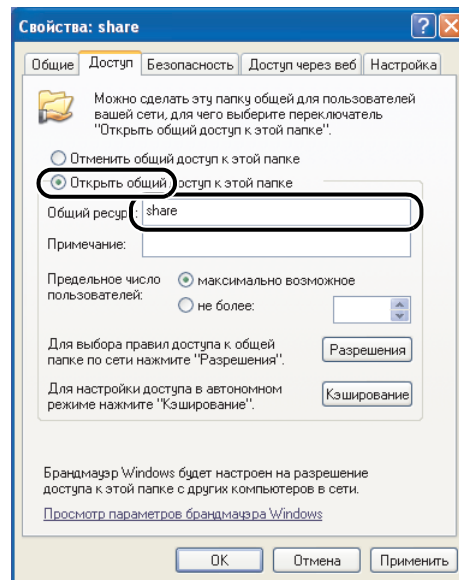 Свойства: share
Общие Доступ Безопасность Доступ через веб Настройка
Можно сделать эту папку общей для пользователей
вашей сети, для чего выберите переключатель
"Открыть общий доступ к этой папке".
Отменить общий доступ к этой папке
Открыть общий доступ к этой папке
Общий ресурс: share
Примечание:
Предельное число
пользователей:
максимально возможное
не более:
Для выбора правил доступа к общей
папке по сети нажмите "Разрешения".
Разрешения
Для настройки доступа в автономном
режиме нажмите "Кэширование".
Кэширование
Брандмауэр Windows будет настроен на разрешение
доступа к этой папке с других компьютеров в сети.
Просмотр параметров брандмауэра Windows
OK Отмена Применить